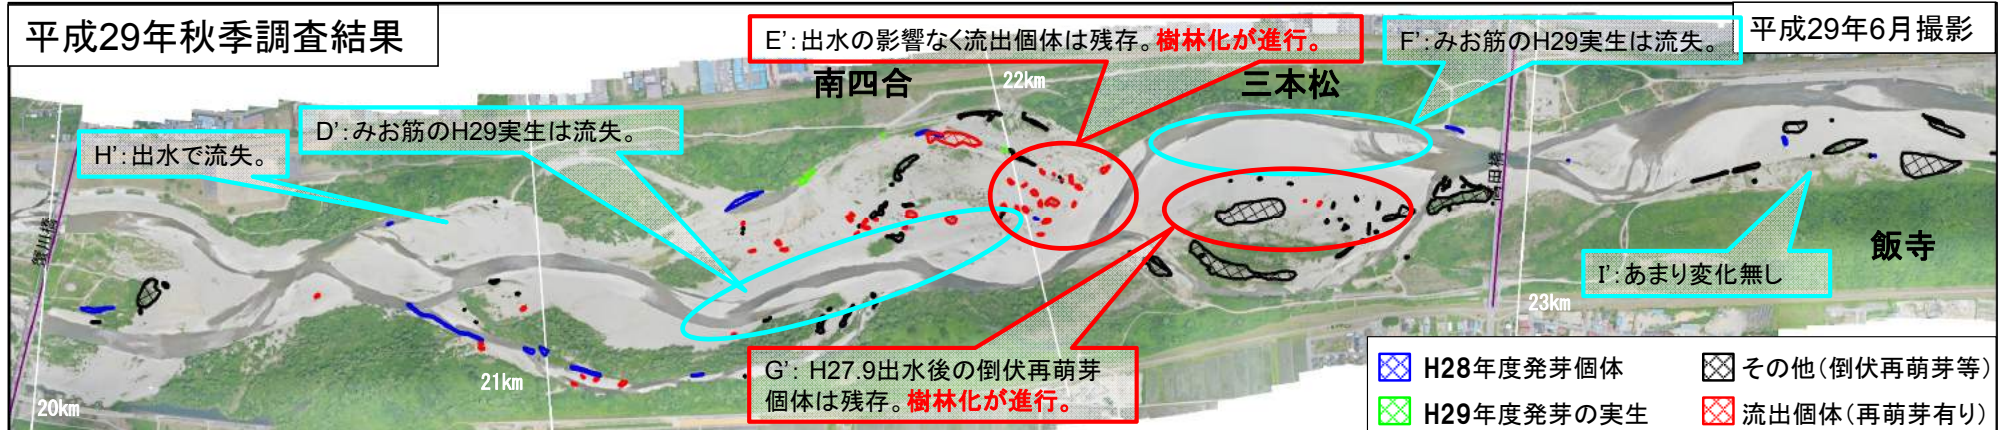 平成29年秋季調査結果
E’:出水の影響なく流出個体は残存。樹林化が進行。
F’:みお筋のH29実生は流失。
平成29年6月撮影
南四合
22km
三本松
D’:みお筋のH29実生は流失。
H’:出水で流失。
蟹川橋
高田橋
飯寺
I’:あまり変化無し
23km
G’: H27.9出水後の倒伏再萌芽
個体は残存。樹林化が進行。
21km
20km
H28年度発芽個体
その他(倒伏再萌芽等)
H29年度発芽の実生
流出個体(再萌芽有り)